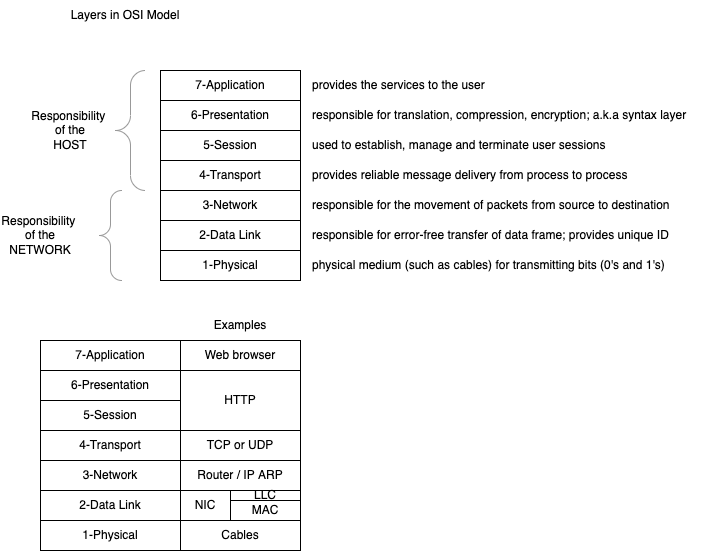 Layers in OSI Model
Responsibility
of the
HOST
Responsibility
of the
NETWORK
7-Application provides the services to the user
6-Presentation responsible for translation, compression, encryption; a.k.a syntax layer
5-Session used to establish, manage and terminate user sessions
4-Transport provides reliable message delivery from process to process
3-Network responsible for the movement of packets from source to destination
2-Data Link responsible for error-free transfer of data frame; provides unique ID
1-Physical physical medium (such as cables) for transmitting bits (0's and 1's)
Examples
7-Application Web browser
6-Presentation
HTTP
5-Session
4-Transport TCP or UDP
3-Network Router / IP ARP
2-Data Link NIC
LLC
MAC
1-Physical Cables